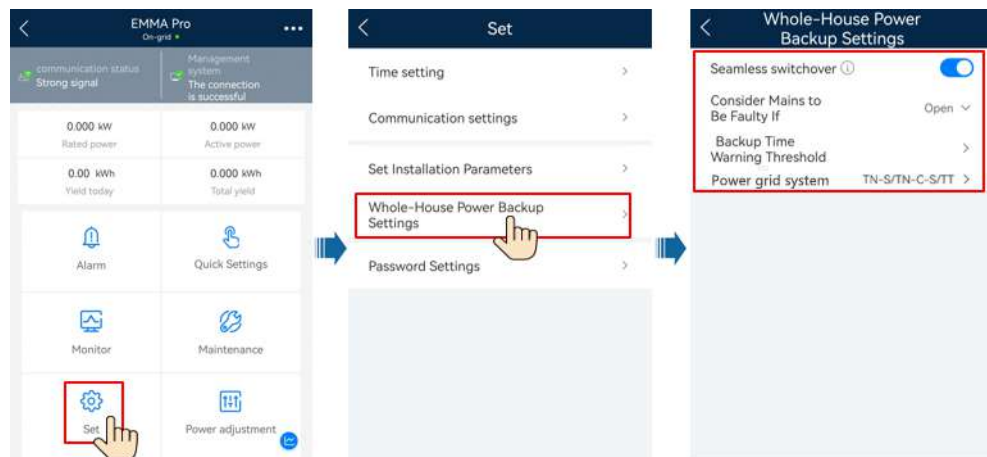 EMMA Pro
On-grid
communication status
Strong signal
Management
system
The connection
is successful
0.000 kW
Rated power
0.000 kW
Active power
0.00 kWh
Yield today
0.000 kWh
Total yield
Alarm
Quick Settings
Monitor
Maintenance
Set
Power adjustment
Set
Time setting
Communication settings
Set Installation Parameters
Whole-House Power Backup
Settings
Password Settings
Whole-House Power
Backup Settings
Seamless switchover
Consider Mains to
Be Faulty If
Open
Backup Time
Warning Threshold
Power grid system
TN-S/TN-C-S/TT